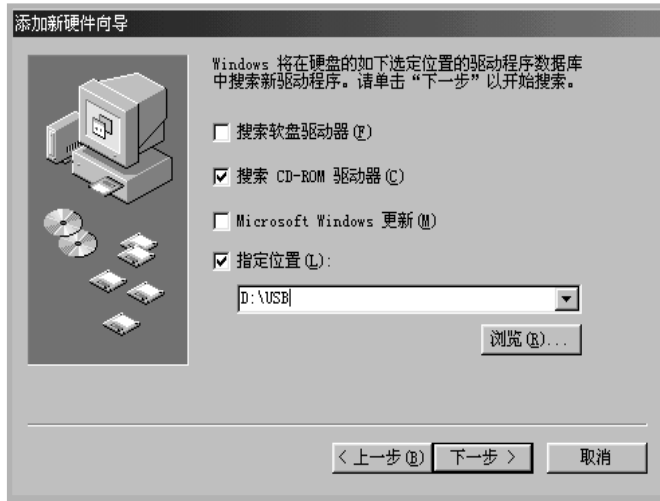 添加新硬件向导
Windows 将在硬盘的如下选定位置的驱动程序数据库
中搜索新驱动程序。请单击“下一步”以开始搜索。
搜索软盘驱动器(F)
搜索 CD-ROM 驱动器(C)
Microsoft Windows 更新(M)
指定位置(L):
D:\USB
浏览(R)...
< 上一步(B) 下一步 > 取消